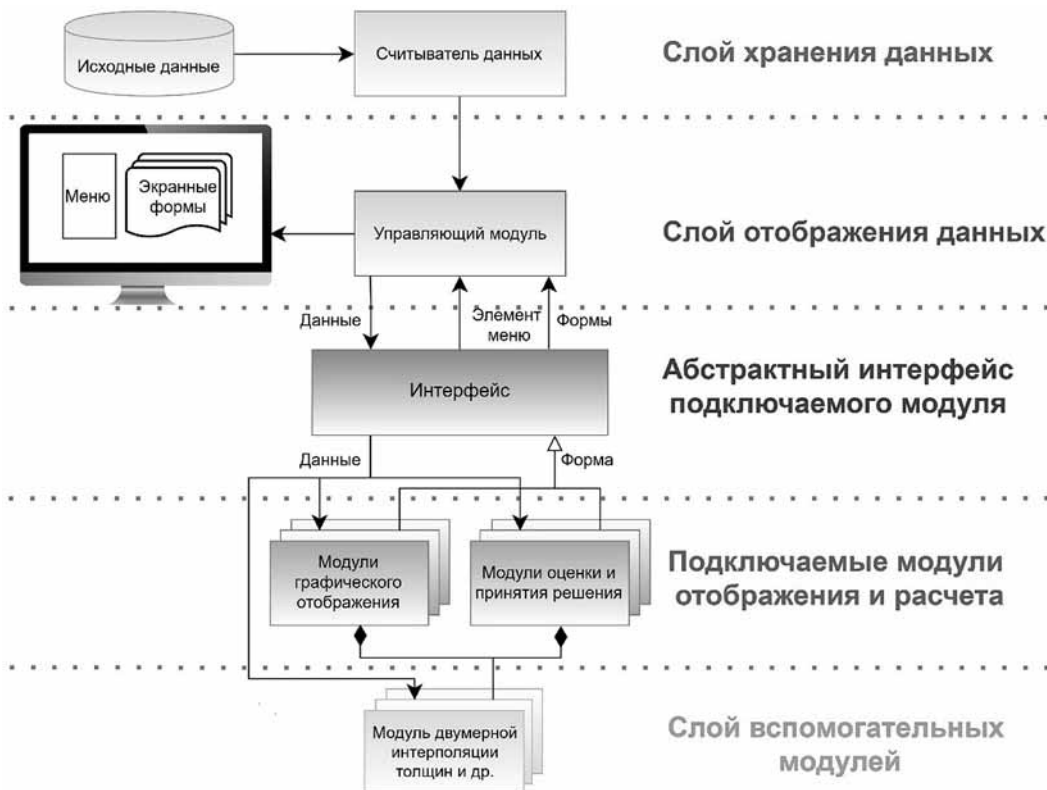 Исходные данные
Считыватель данных
Слой хранения данных
Меню
Экранные
формы
Управляющий модуль
Слой отображения данных
Данные
Элемент
меню
Формы
Интерфейс
Абстрактный интерфейс
подключаемого модуля
Данные
Форма
Модули
графического
отображения
Модули оценки и
принятия решения
Подключаемые модули
отображения и расчета
Модуль двумерной
интерполяции
толщин и др.
Слой вспомогательных
модулей